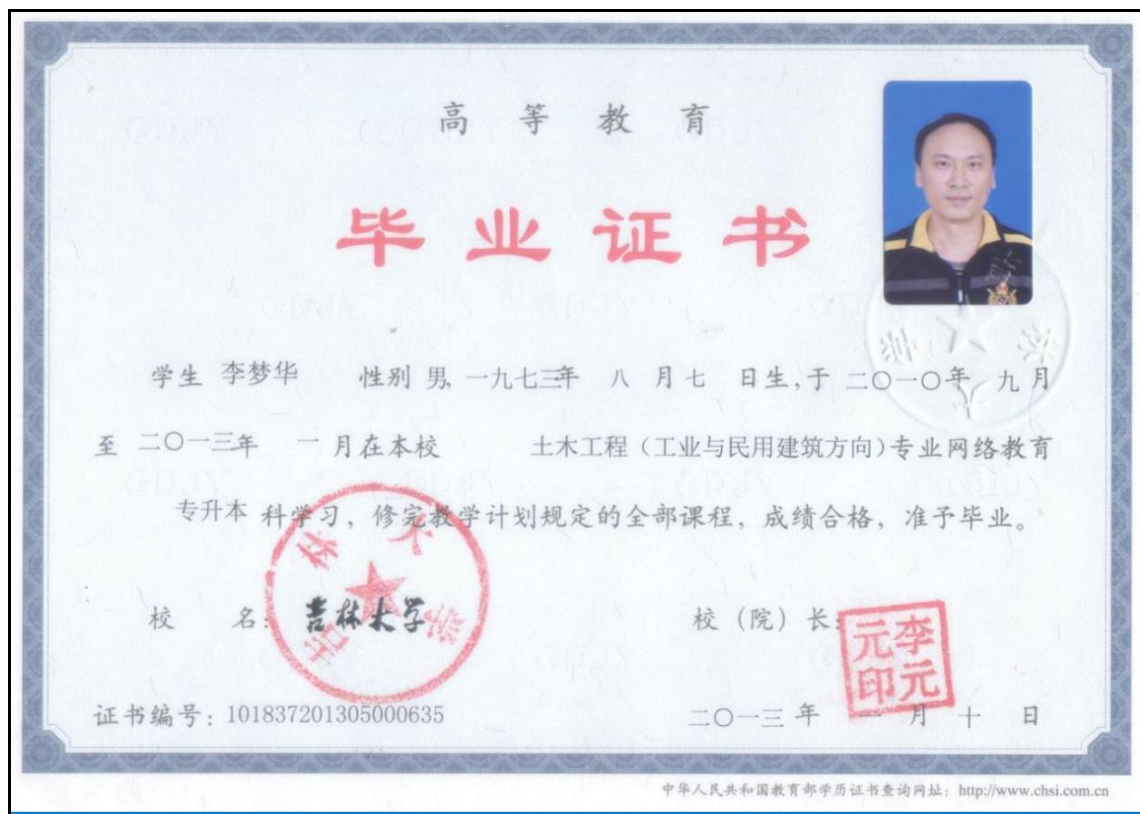 高等教育
毕业证书
学生 李梦华 性别 男, 一九七三年 八 月 七 日生, 于 二〇一〇年 九 月
至 二〇一三年 一 月在本校 土木工程（工业与民用建筑方向）专业网络教育
专升本 科学习，修完教学计划规定的全部课程，成绩合格，准予毕业。
校 名：吉林大学 校（院）长：
吉林大学
李元元印
证书编号：101837201305000635 二〇一三 年 一 月 十 日
中华人民共和国教育部学历证书查询网址：http://www.chsi.com.cn